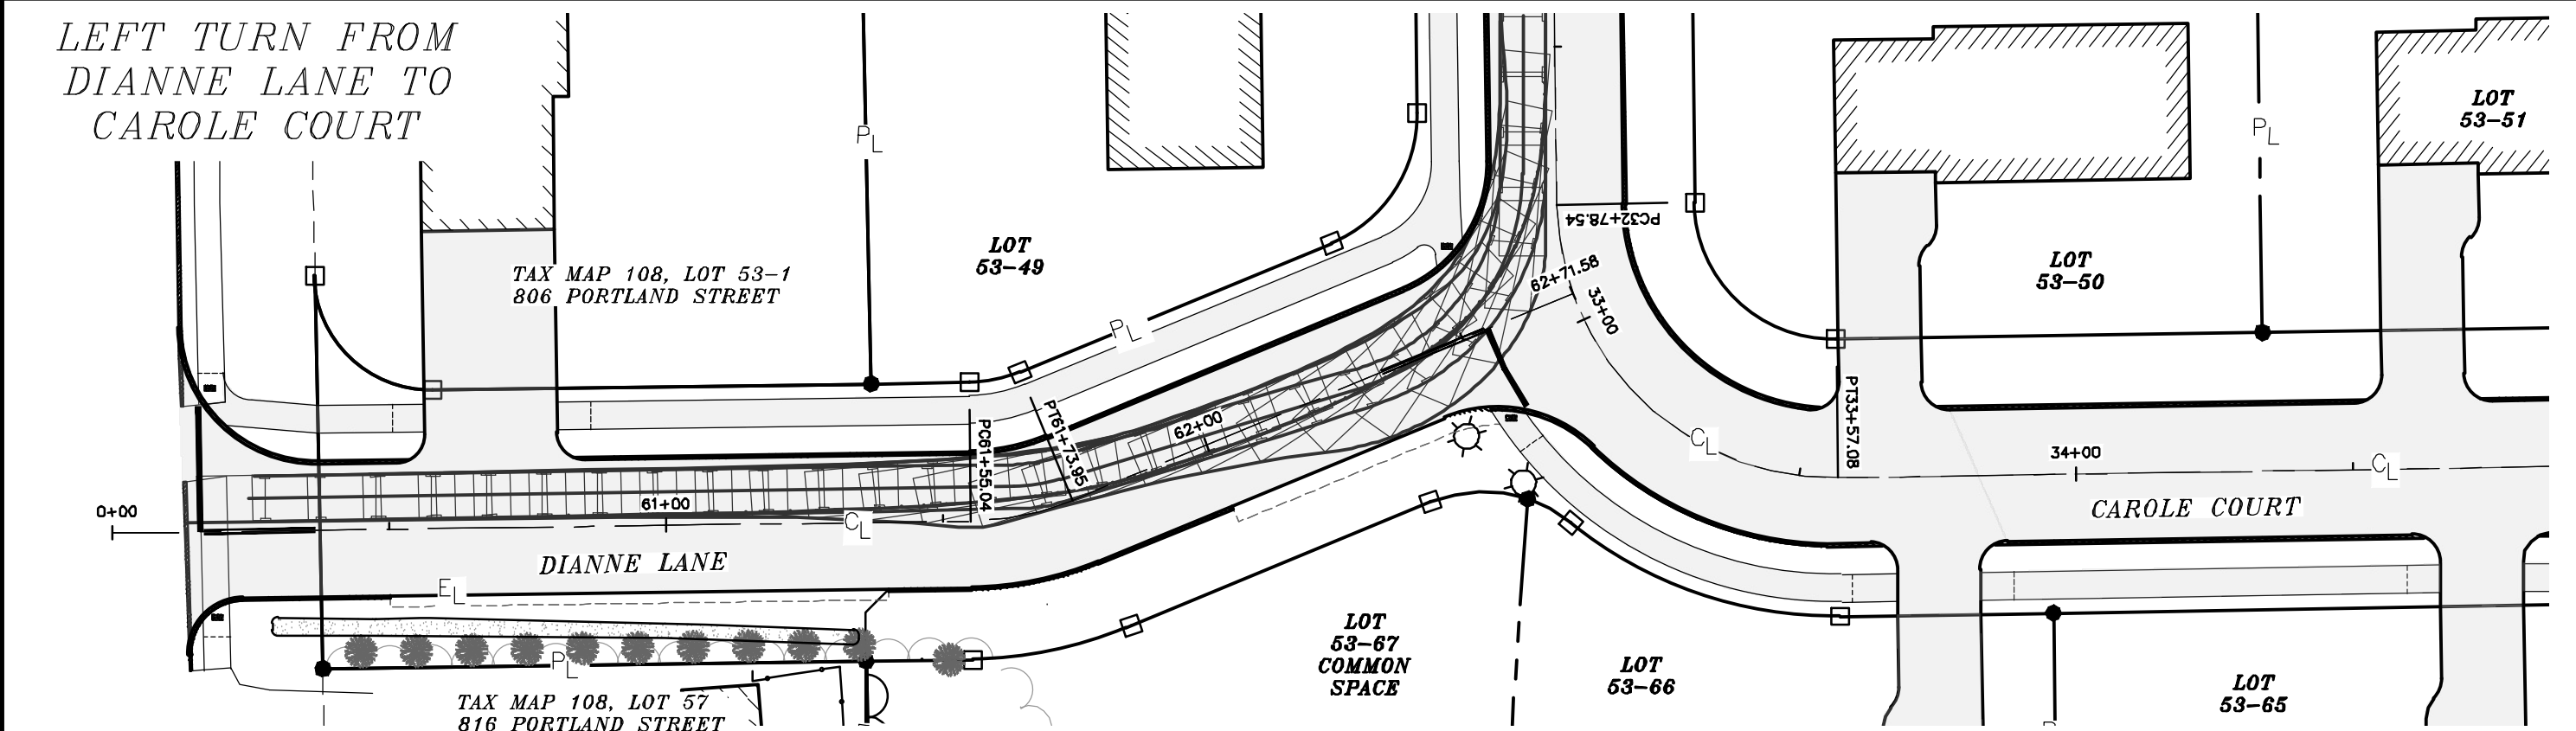 LEFT TURN FROM
DIANNE LANE TO
CAROLE COURT
PL
TAX MAP 108, LOT 53-1
806 PORTLAND STREET
LOT
53-49
PL
PC32+78.54
62+71.58
33+00
LOT
53-50
PL
LOT
53-51
PC61+55.04
PT61+73.95
62+00
CL
PT33+57.08
34+00
CL
CAROLE COURT
0+00
61+00
CL
DIANNE LANE
EL
PL
TAX MAP 108, LOT 57
816 PORTLAND STREET
LOT
53-67
COMMON
SPACE
LOT
53-66
LOT
53-65